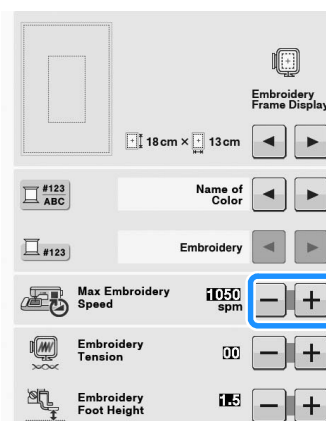 Embroidery
Frame Display
18cm × 13cm
#123
ABC
Name of
Color
#123
Embroidery
Max Embroidery
Speed
1050
spm
Embroidery
Tension
00
Embroidery
Foot Height
1.5